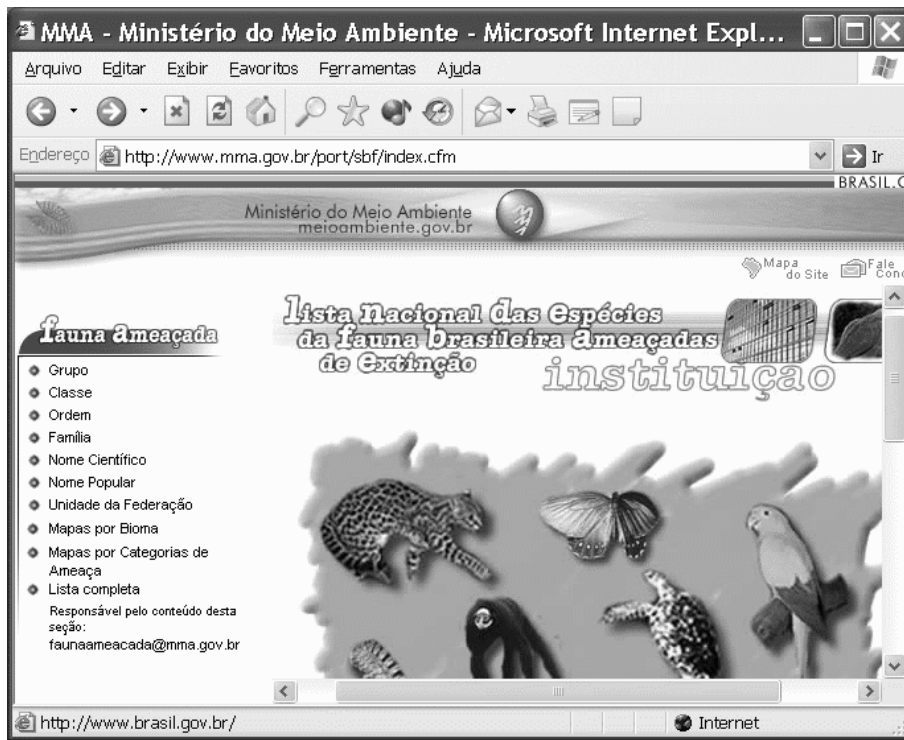 MMA - Ministério do Meio Ambiente - Microsoft Internet Expl...
Arquivo Editar Exibir Favoritos Ferramentas Ajuda
Endereço http://www.mma.gov.br/port/sbf/index.cfm Ir
BRASIL.G
Ministério do Meio Ambiente
meioambiente.gov.br
Mapa do Site
Fale Cono
fauna ameaçada
Grupo
Classe
Ordem
Família
Nome Científico
Nome Popular
Unidade da Federação
Mapas por Bioma
Mapas por Categorias de
Ameaça
Lista completa
Responsável pelo conteúdo desta
seção:
faunaameacada@mma.gov.br
lista nacional das espécies
da fauna brasileira ameaçadas
de extinção
instituição
http://www.brasil.gov.br/ Internet